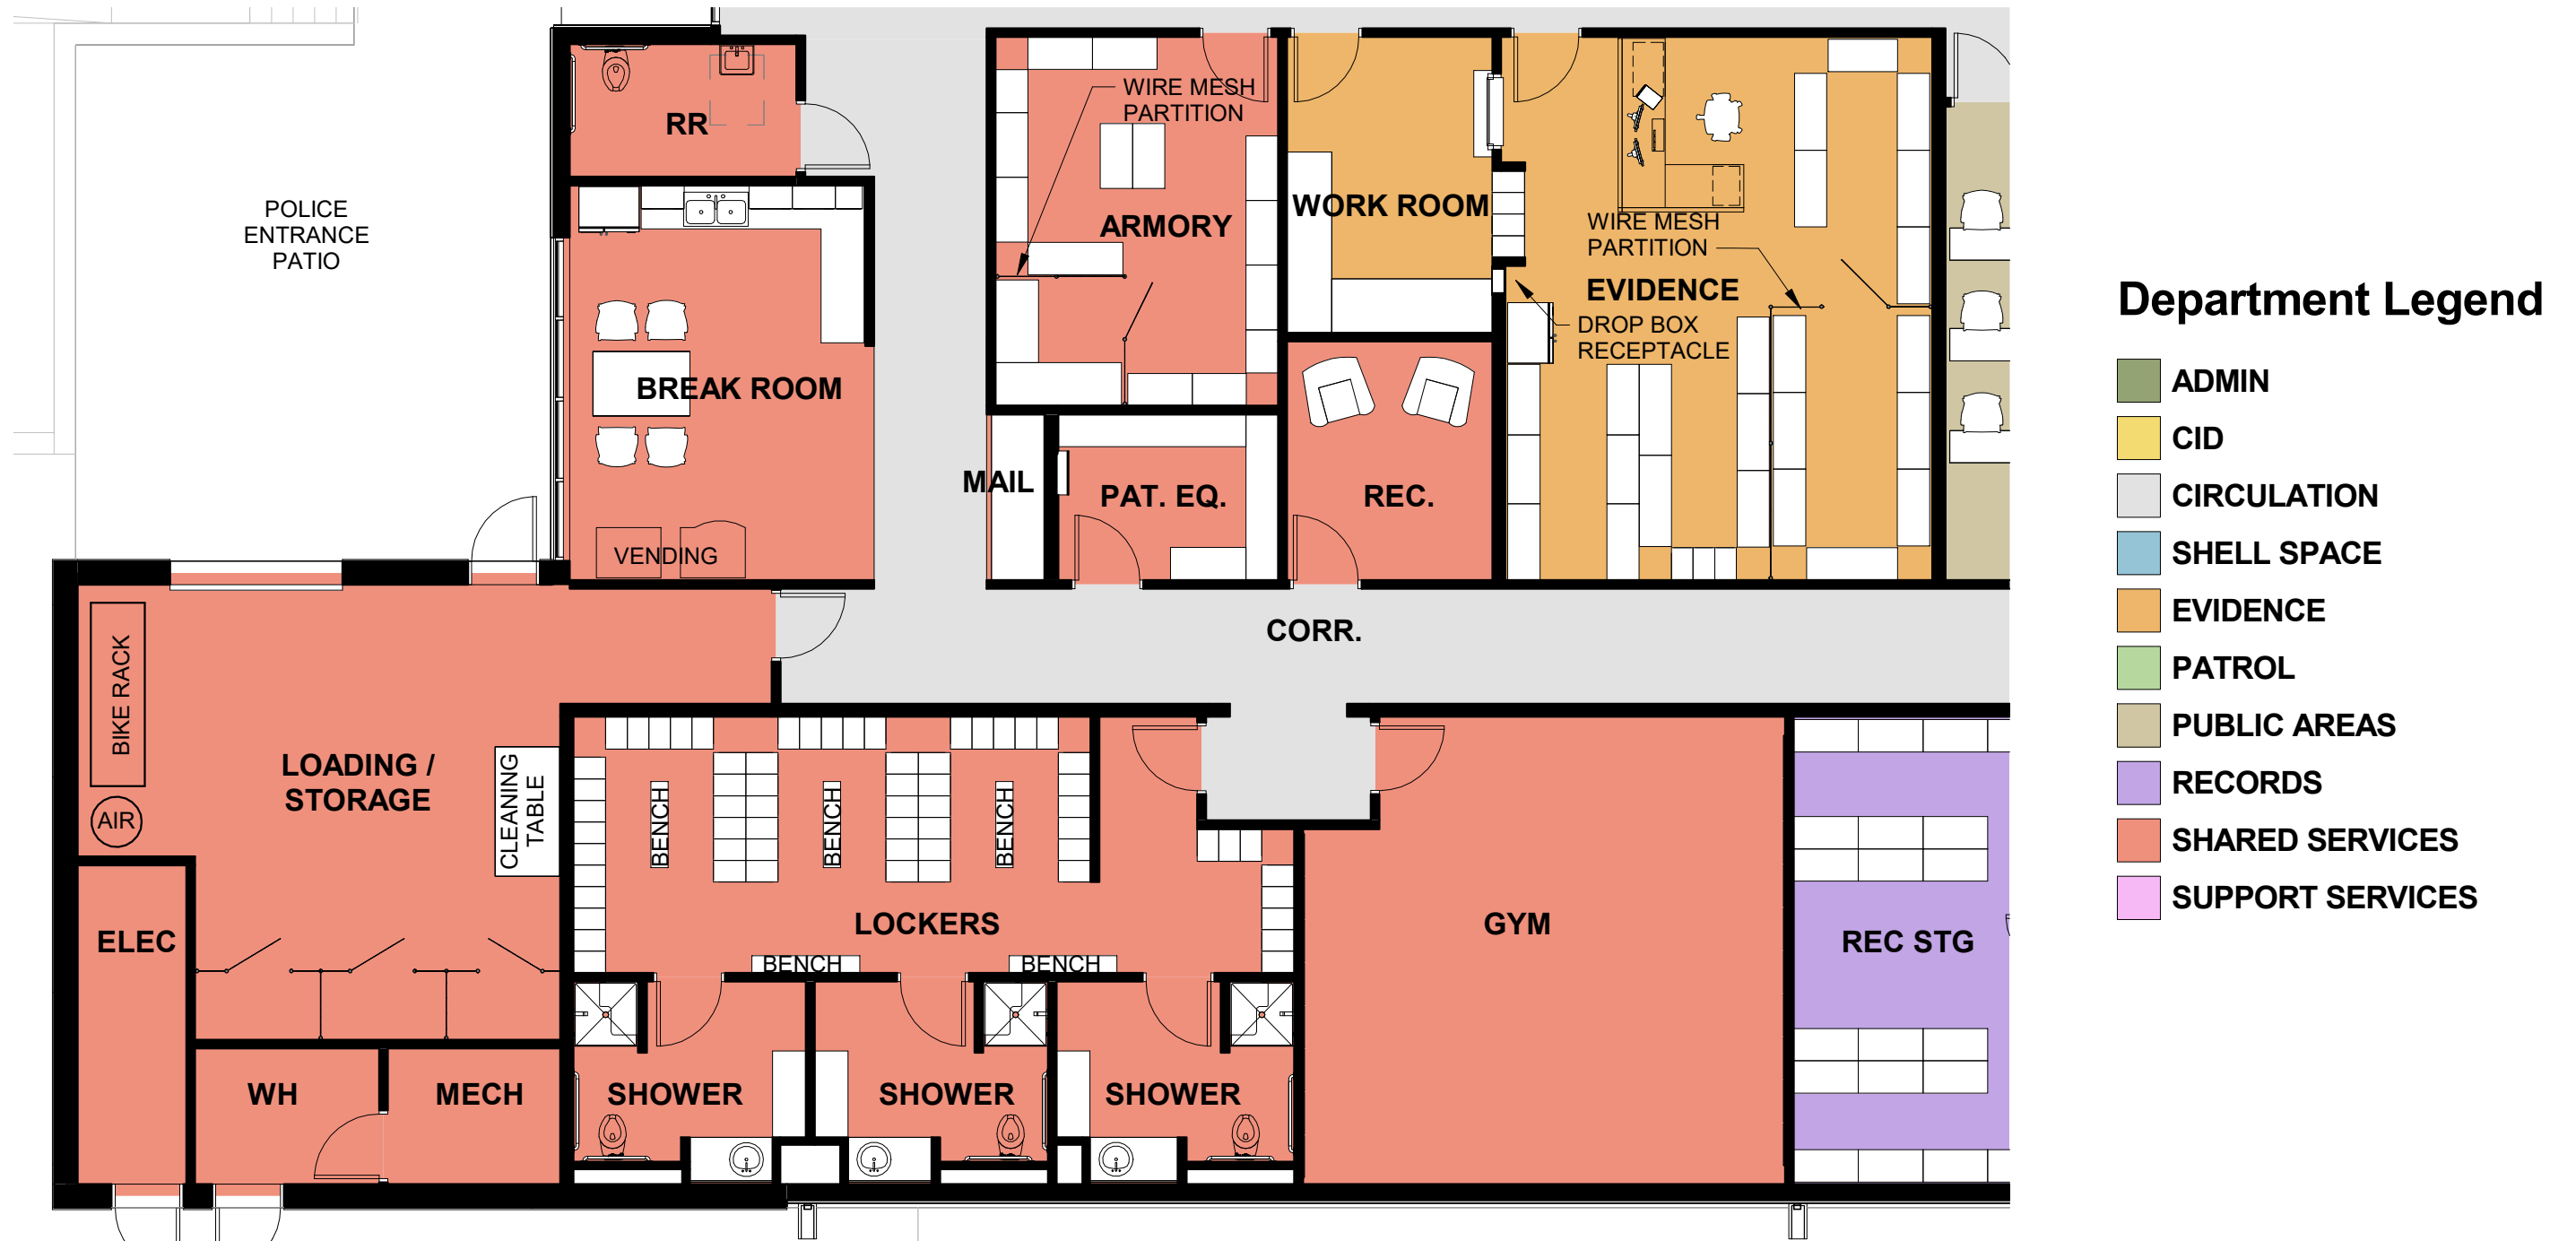 RR
WIRE MESH
PARTITION
POLICE
ENTRANCE
PATIO
ARMORY
WORK ROOM
WIRE MESH
PARTITION
EVIDENCE
DROP BOX
RECEPTACLE
BREAK ROOM
MAIL
PAT. EQ.
REC.
VENDING
CORR.
BIKE RACK
AIR
LOADING /
STORAGE
CLEANING
TABLE
BENCH
BENCH
BENCH
LOCKERS
BENCH
BENCH
GYM
REC STG
ELEC
WH
MECH
SHOWER
SHOWER
SHOWER
Department Legend
ADMIN
CID
CIRCULATION
SHELL SPACE
EVIDENCE
PATROL
PUBLIC AREAS
RECORDS
SHARED SERVICES
SUPPORT SERVICES